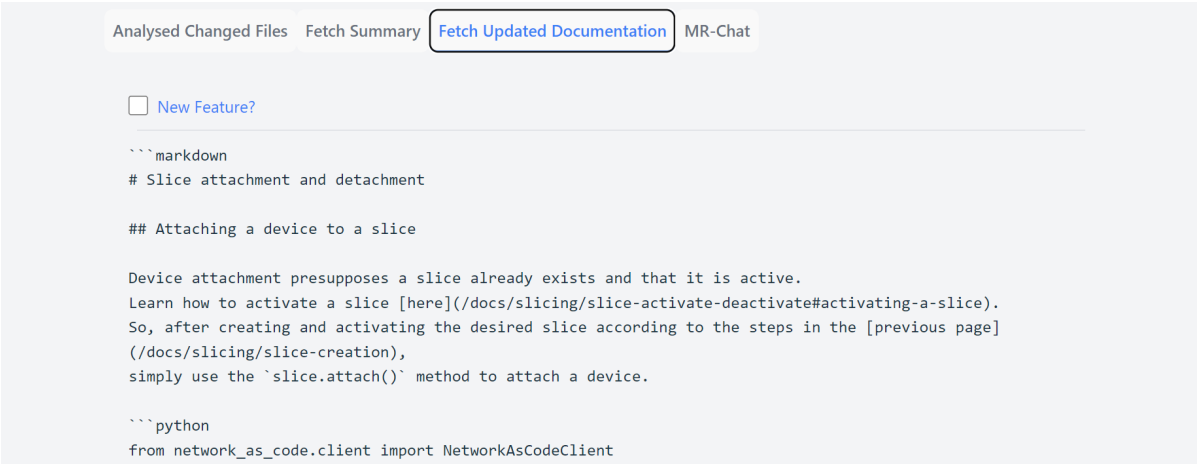 Analysed Changed Files Fetch Summary Fetch Updated Documentation MR-Chat
New Feature?
```markdown
# Slice attachment and detachment
## Attaching a device to a slice
Device attachment presupposes a slice already exists and that it is active.
Learn how to activate a slice [here](/docs/slicing/slice-activate-deactivate#activating-a-slice).
So, after creating and activating the desired slice according to the steps in the [previous page]
(/docs/slicing/slice-creation),
simply use the `slice.attach()` method to attach a device.
```python
from network_as_code.client import NetworkAsCodeClient